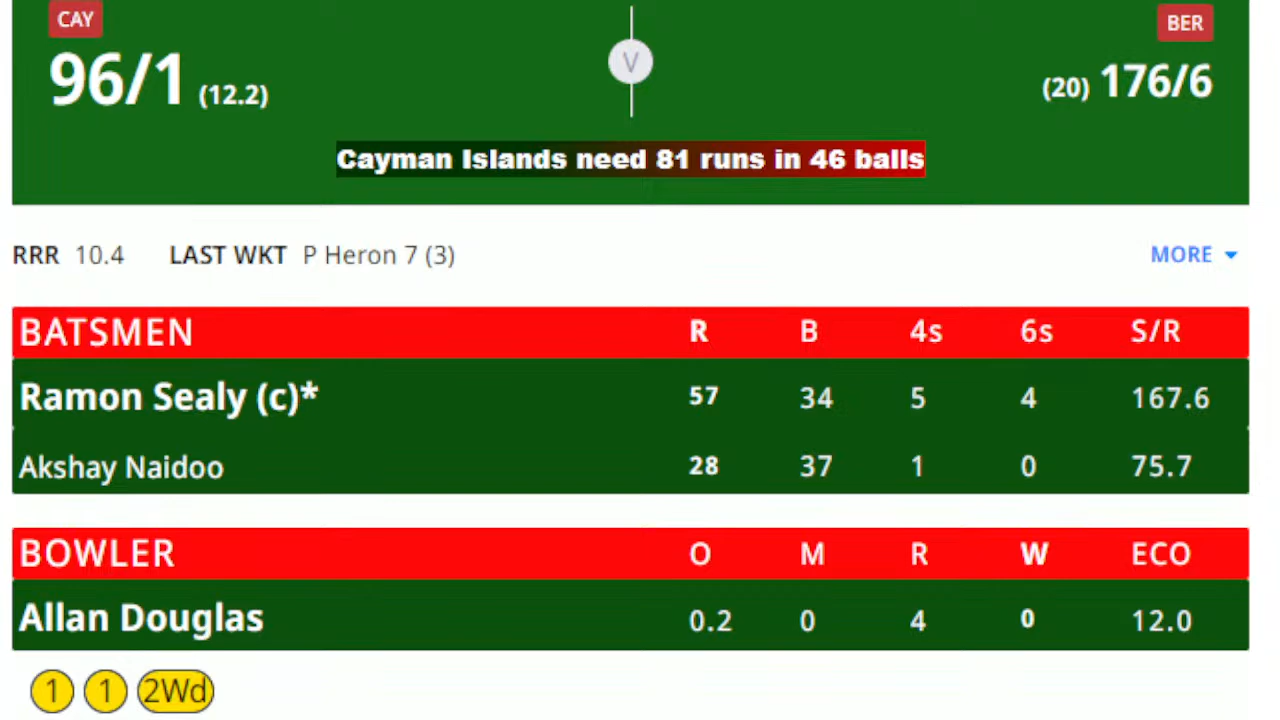 CAY
BER
96/1 (12.2)
V
(20) 176/6
Cayman Islands need 81 runs in 46 balls
RRR 10.4 LAST WKT P Heron 7 (3)
MORE
BATSMEN R B 4s 6s S/R
Ramon Sealy (c)* 57 34 5 4 167.6
Akshay Naidoo 28 37 1 0 75.7
BOWLER O M R W ECO
Allan Douglas 0.2 0 4 0 12.0
1 1 2Wd